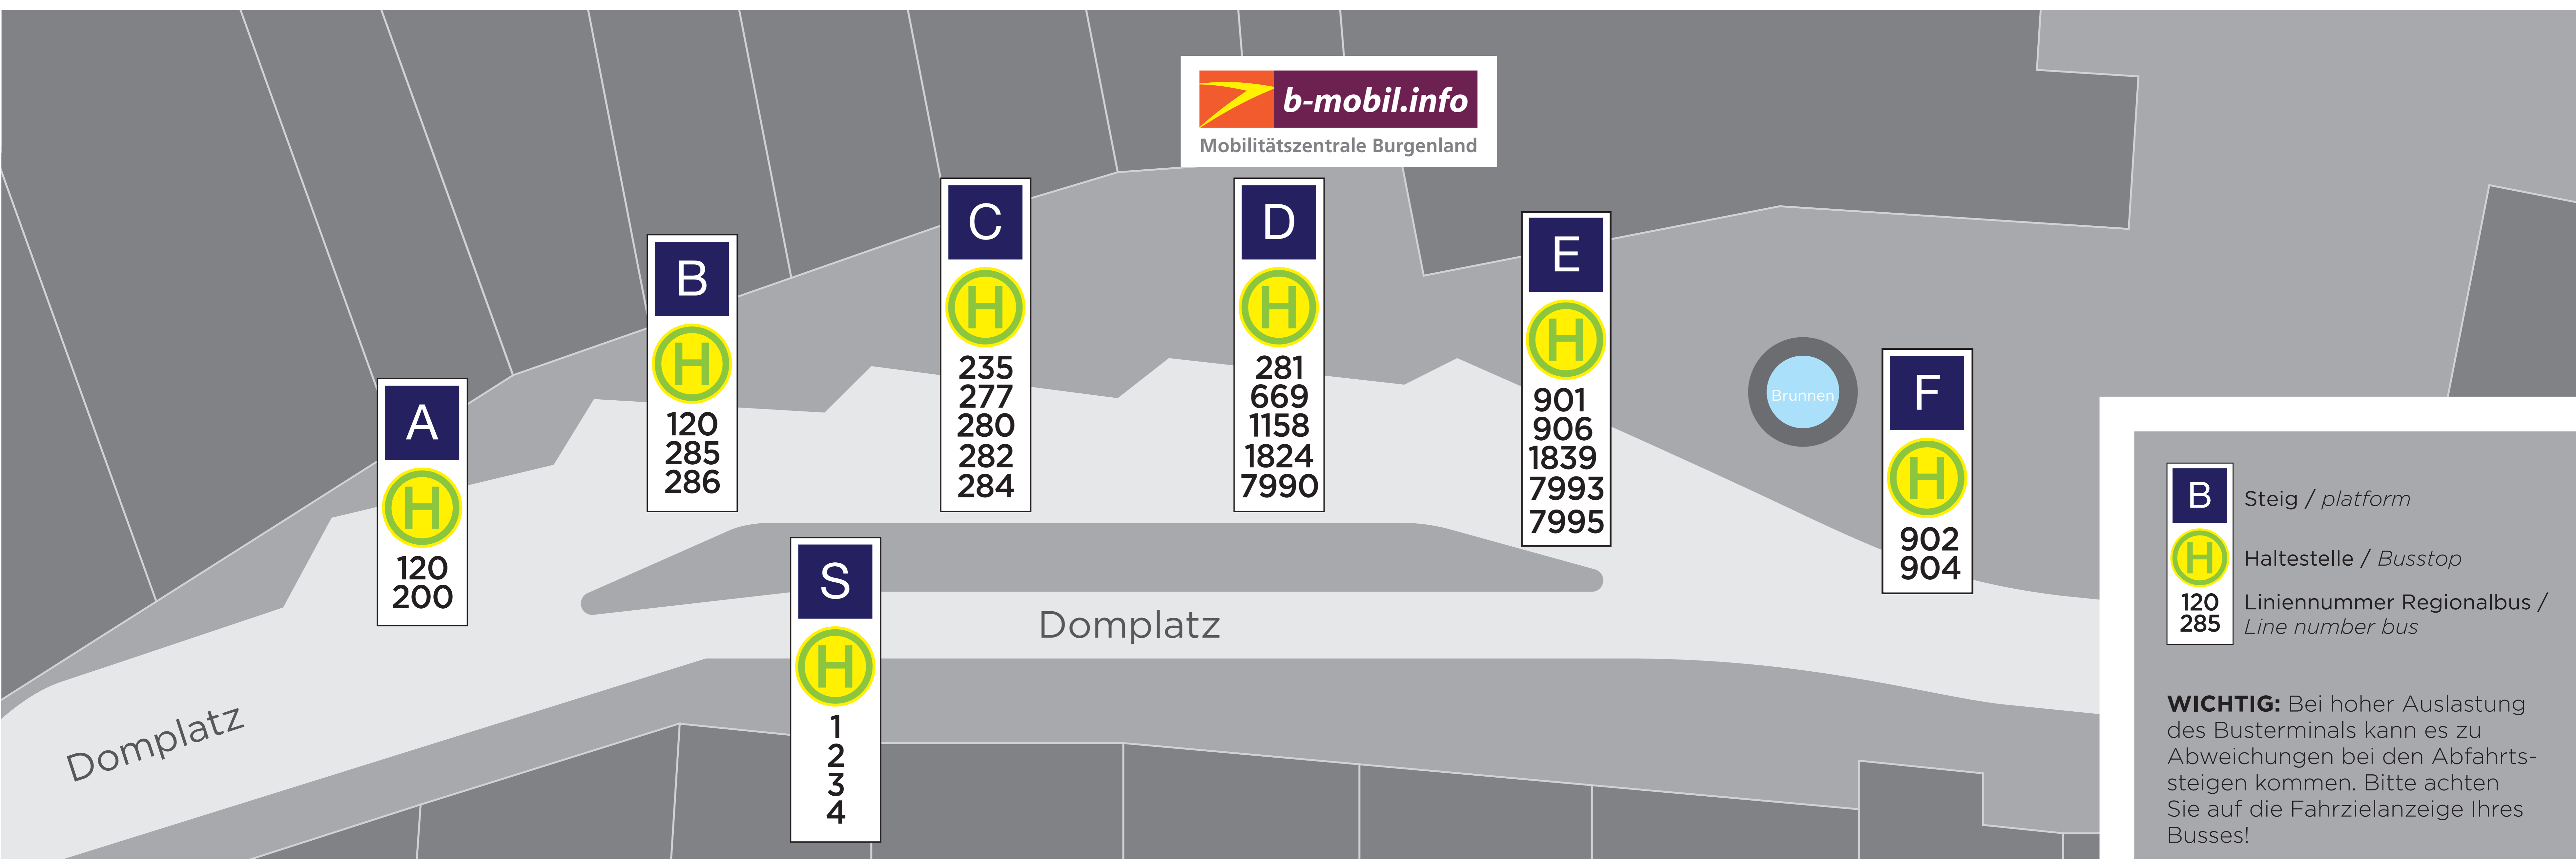 b-mobil.info
Mobilitätszentrale Burgenland
A
H
120
200
B
H
120
285
286
C
H
235
277
280
282
284
D
H
281
669
1158
1824
7990
E
H
901
906
1839
7993
7995
Brunnen
F
H
902
904
S
H
1
2
3
4
Domplatz
Domplatz
B
Steig / platform
H
Haltestelle / Busstop
120
285
Liniennummer Regionalbus /
Line number bus
WICHTIG: Bei hoher Auslastung
des Busterminals kann es zu
Abweichungen bei den Abfahrts-
steigen kommen. Bitte achten
Sie auf die Fahrzielanzeige Ihres
Busses!